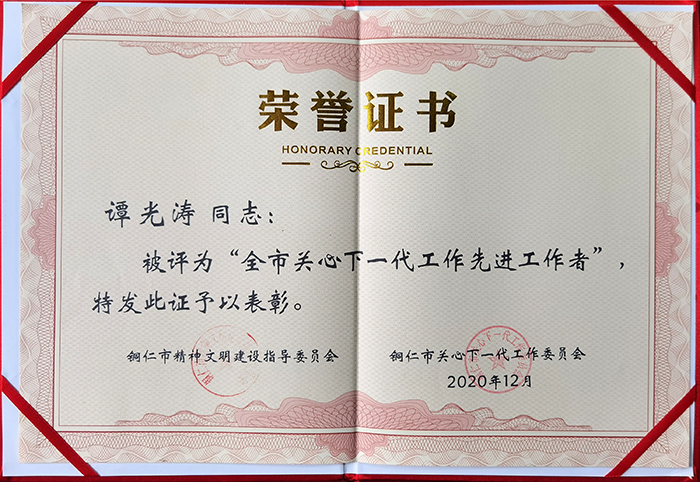 荣誉证书
HONORARY CREDENTIAL
谭光涛 同志：
被评为“全市关心下一代工作先进工作者”，
特发此证予以表彰。
铜仁市精神文明建设指导委员会
铜仁市关心下一代工作委员会
2020年12月